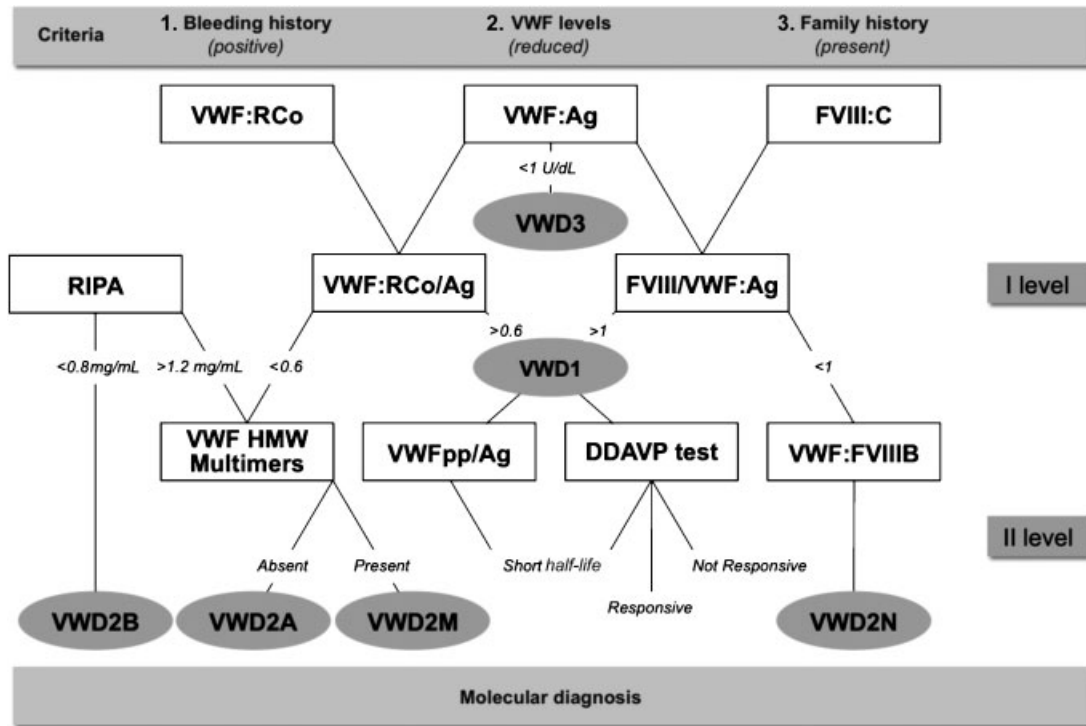 Criteria
1. Bleeding history
(positive)
2. VWF levels
(reduced)
3. Family history
(present)
VWF:RCo
VWF:Ag
FVIII:C
<1 U/dL
VWD3
RIPA
VWF:RCo/Ag
FVIII/VWF:Ag
I level
<0.8mg/mL
>1.2 mg/mL
<0.6
>0.6
>1
<1
VWD1
VWF HMW
Multimers
VWFpp/Ag
DDAVP test
VWF:FVIIIB
II level
Absent
Present
Short half-life
Not Responsive
Responsive
VWD2B
VWD2A
VWD2M
VWD2N
Molecular diagnosis